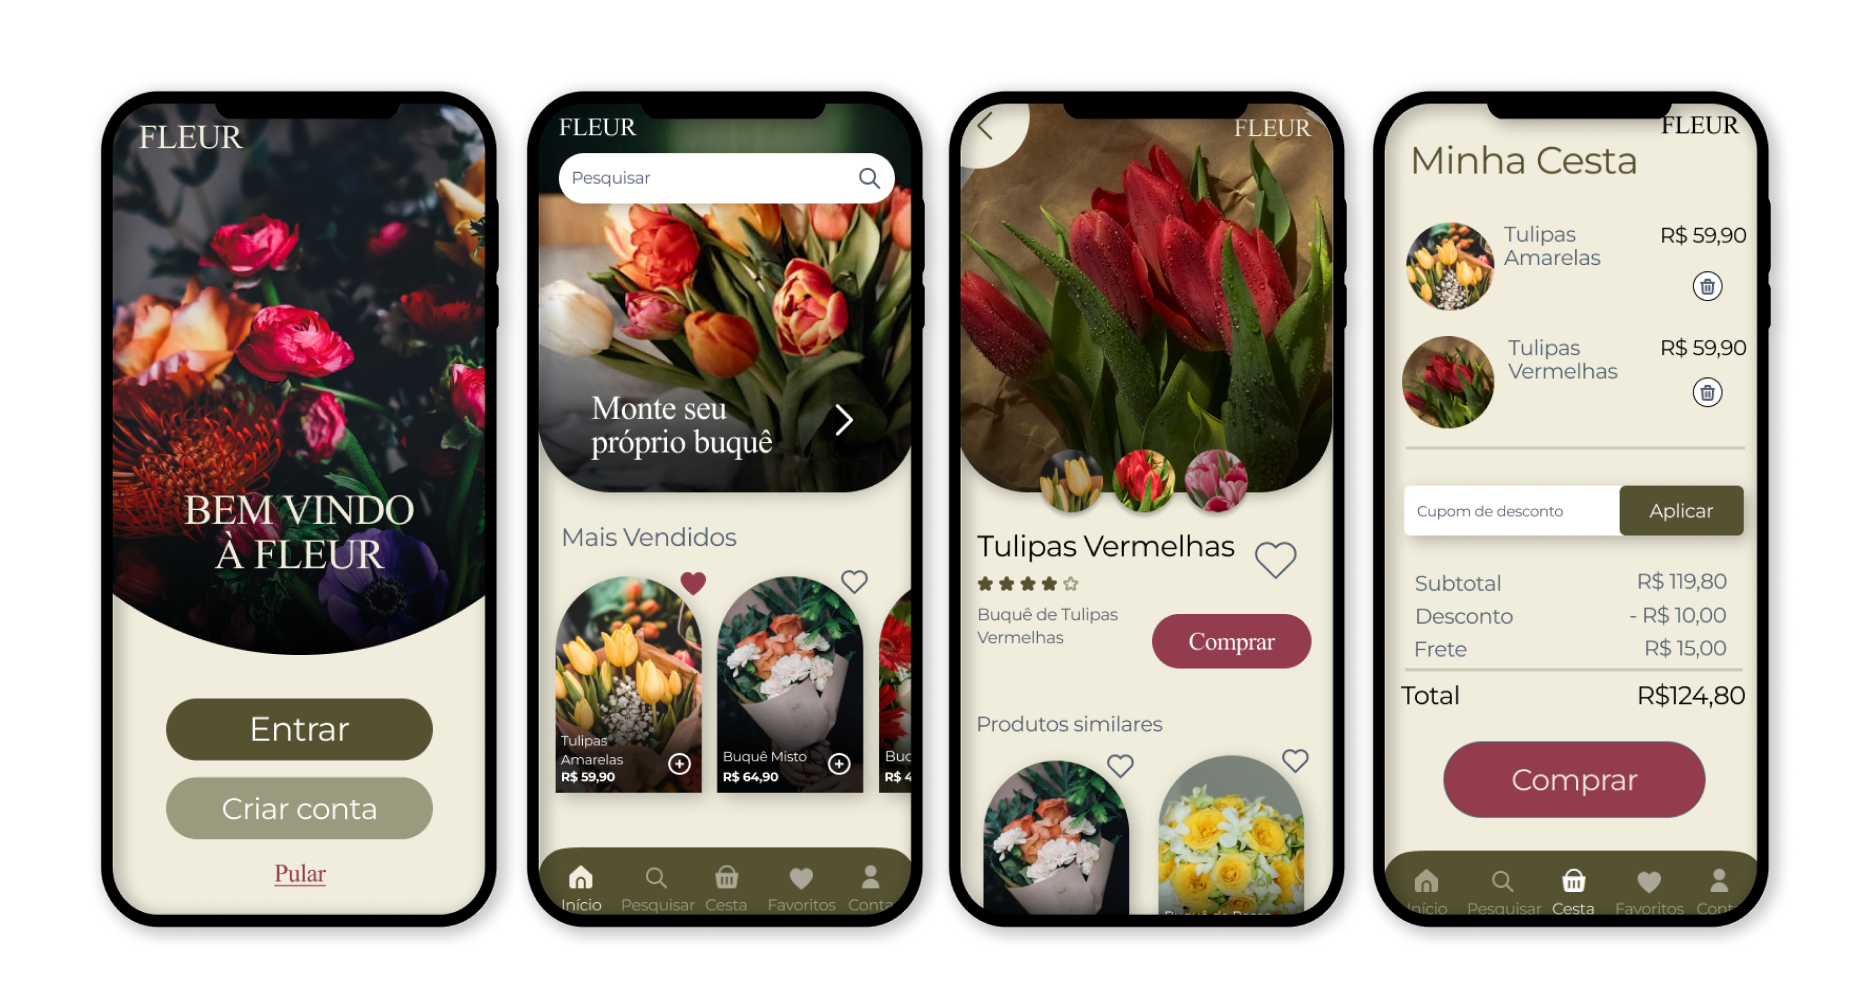 FLEUR
BEM VINDO
À FLEUR
Entrar
Criar conta
Pular
FLEUR
Pesquisar
Monte seu
próprio buquê
Mais Vendidos
Tulipas
Amarelas
R$ 59,90
Buquê Misto
R$ 64,90
Buq
R$ 4
Início
Pesquisar
Cesta
Favoritos
Conta
FLEUR
Tulipas Vermelhas
Buquê de Tulipas
Vermelhas
Comprar
Produtos similares
FLEUR
Minha Cesta
Tulipas
Amarelas
R$ 59,90
Tulipas
Vermelhas
R$ 59,90
Cupom de desconto
Aplicar
Subtotal
R$ 119,80
Desconto
- R$ 10,00
Frete
R$ 15,00
Total
R$124,80
Comprar
Início
Pesquisar
Cesta
Favoritos
Cont